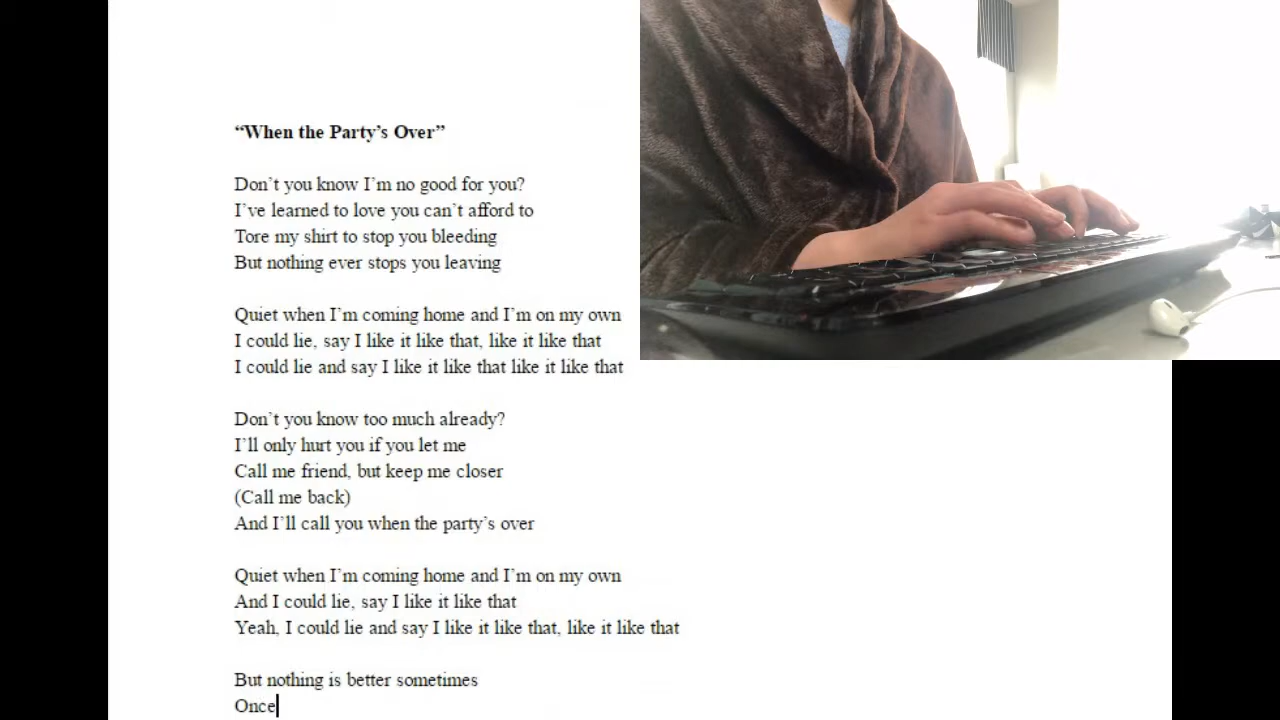 “When the Party’s Over”
Don’t you know I’m no good for you?
I’ve learned to love you can’t afford to
Tore my shirt to stop you bleeding
But nothing ever stops you leaving
Quiet when I’m coming home and I’m on my own
I could lie, say I like it like that, like it like that
I could lie and say I like it like that like it like that
Don’t you know too much already?
I’ll only hurt you if you let me
Call me friend, but keep me closer
(Call me back)
And I’ll call you when the party’s over
Quiet when I’m coming home and I’m on my own
And I could lie, say I like it like that
Yeah, I could lie and say I like it like that, like it like that
But nothing is better sometimes
Once